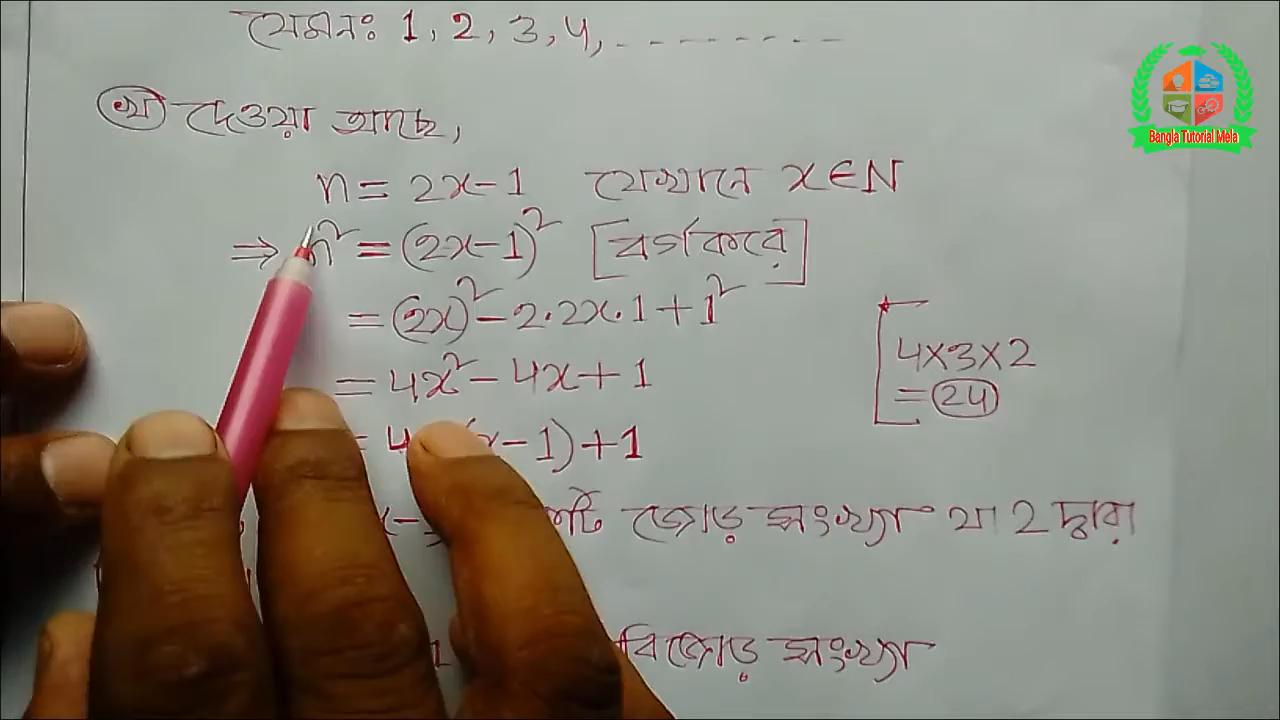 যেমনঃ 1, 2, 3, 4, - - - - - - - - -
খ দেওয়া আছে,
n = 2x - 1 যেখানে x ∈ N
⇒ n² = (2x - 1)² [বর্গ করে]
= (2x)² - 2·2x·1 + 1²
= 4x² - 4x + 1
= 4 - 1) + 1
জোড় সংখ্যা যা 2 দ্বারা
বিজোড় সংখ্যা
4×3×2
= 24
Bangla Tutorial Mela